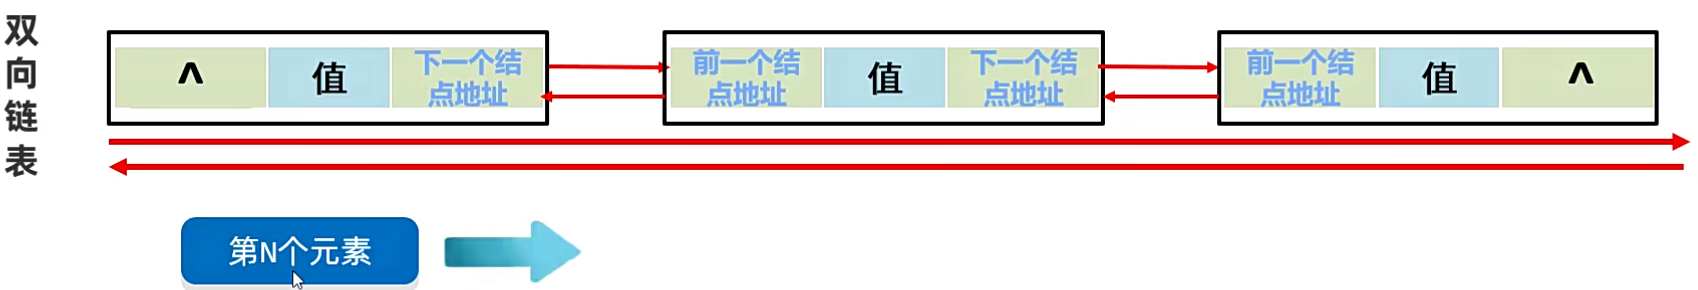 双向链表
^ 值 下一个结点地址
前一个结点地址 值 下一个结点地址
前一个结点地址 值 ^
第N个元素